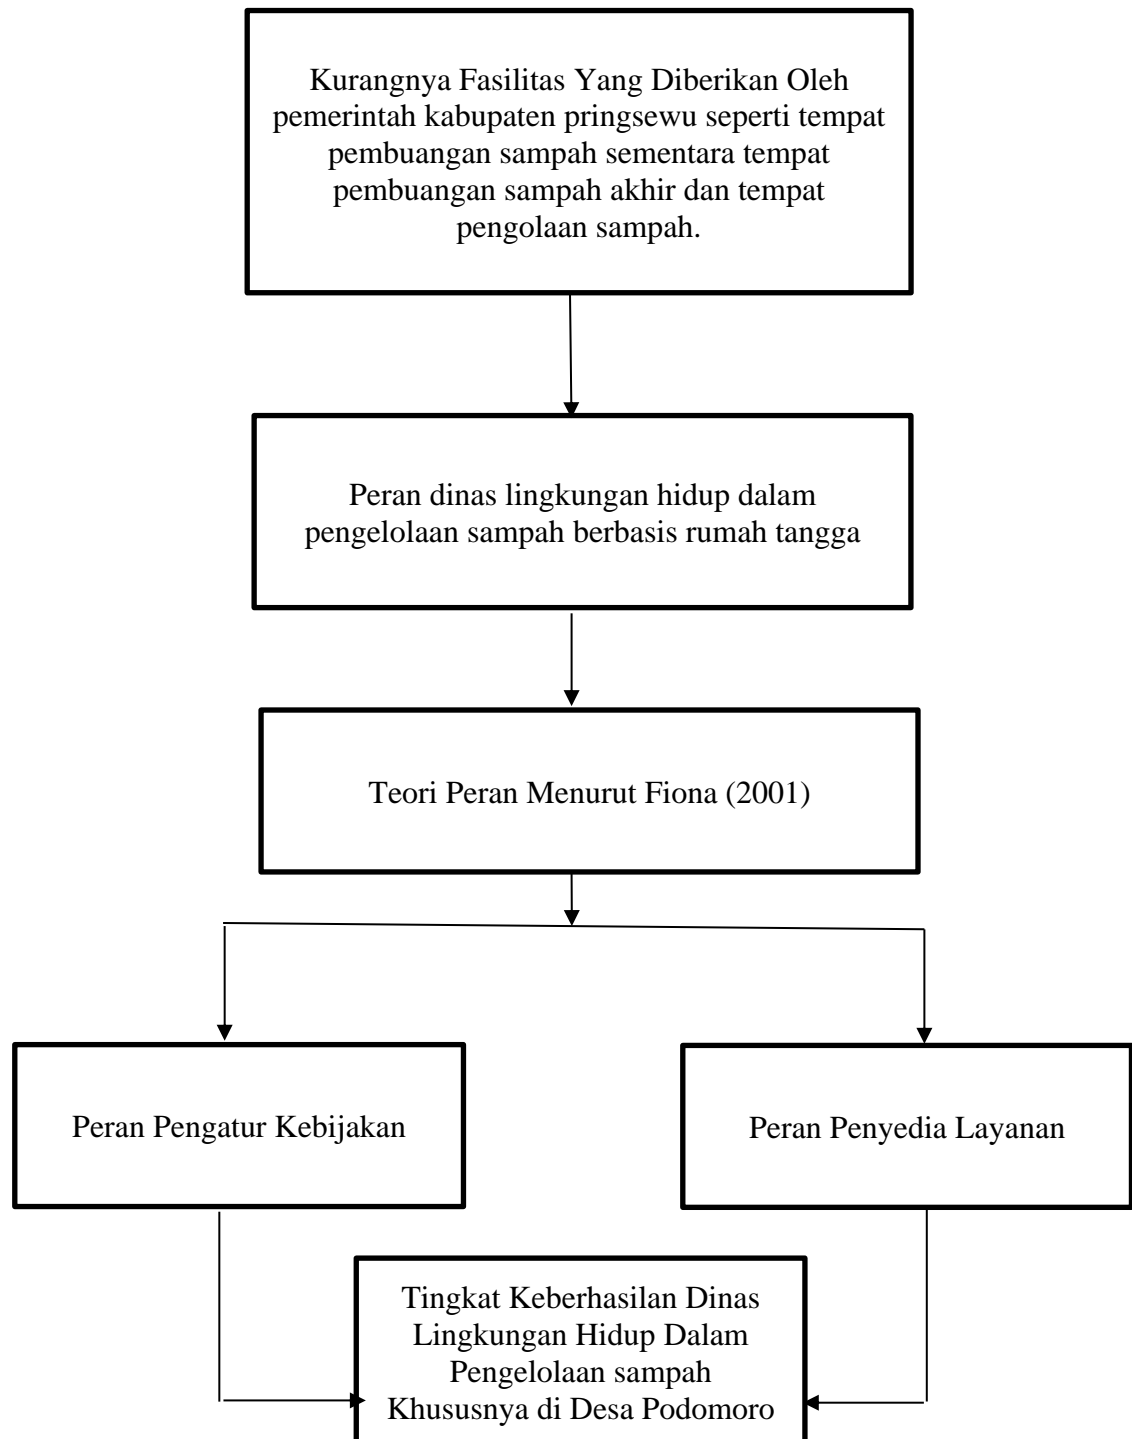 Kurangnya Fasilitas Yang Diberikan Oleh
pemerintah kabupaten pringsewu seperti tempat
pembuangan sampah sementara tempat
pembuangan sampah akhir dan tempat
pengolaan sampah.
Peran dinas lingkungan hidup dalam
pengelolaan sampah berbasis rumah tangga
Teori Peran Menurut Fiona (2001)
Peran Pengatur Kebijakan
Peran Penyedia Layanan
Tingkat Keberhasilan Dinas
Lingkungan Hidup Dalam
Pengelolaan sampah
Khususnya di Desa Podomoro